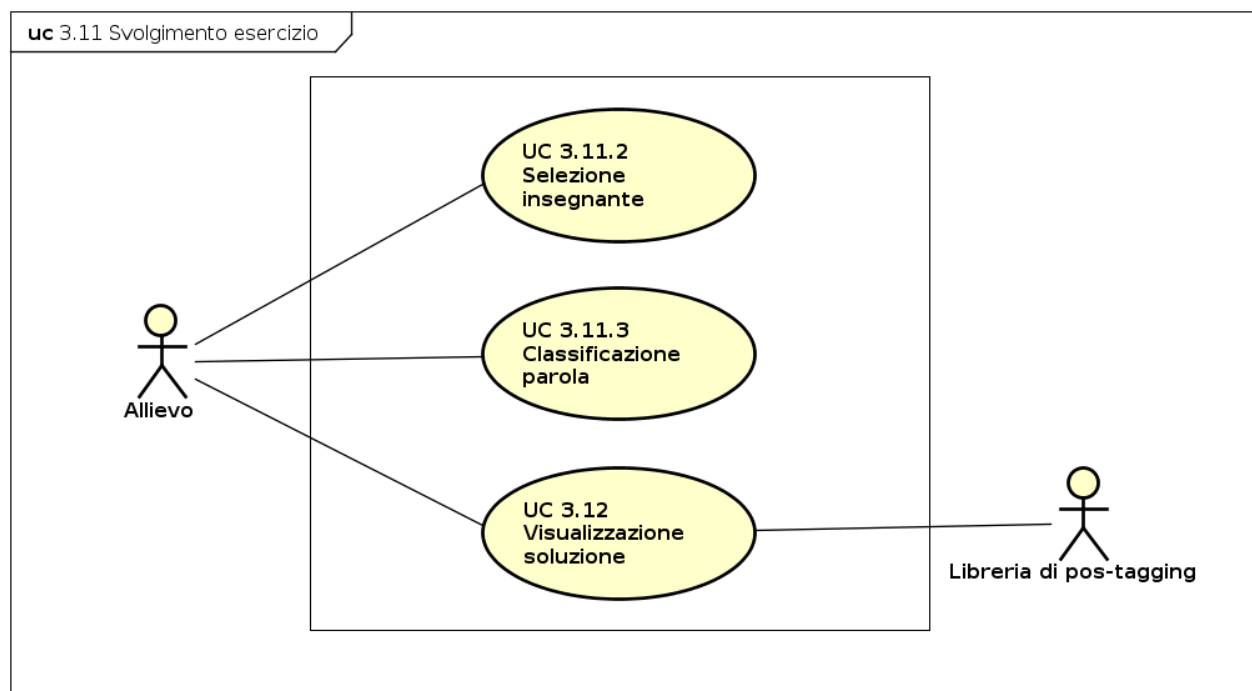 uc 3.11 Svolgimento esercizio
UC 3.11.2
Selezione
insegnante
UC 3.11.3
Classificazione
parola
Allievo
UC 3.12
Visualizzazione
soluzione
Libreria di pos-tagging